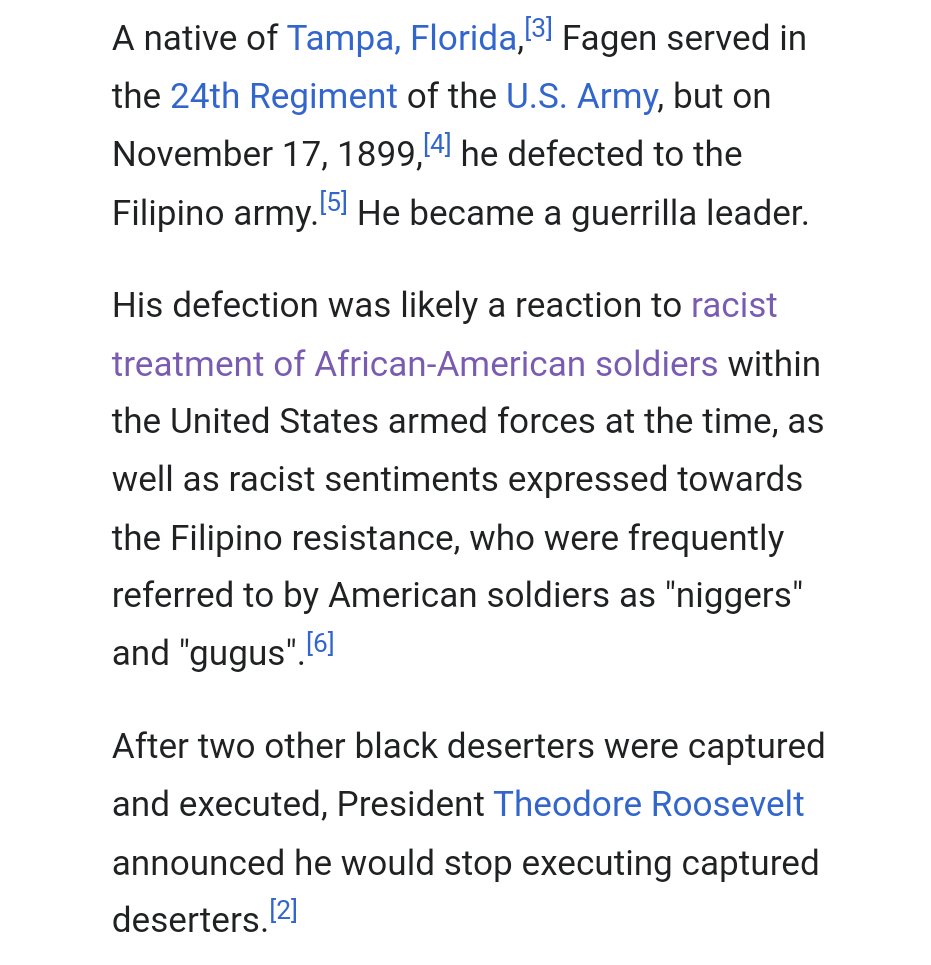 A native of Tampa, Florida,[3] Fagen served in
the 24th Regiment of the U.S. Army, but on
November 17, 1899,[4] he defected to the
Filipino army.[5] He became a guerrilla leader.
His defection was likely a reaction to racist
treatment of African-American soldiers within
the United States armed forces at the time, as
well as racist sentiments expressed towards
the Filipino resistance, who were frequently
referred to by American soldiers as "niggers"
and "gugus".[6]
After two other black deserters were captured
and executed, President Theodore Roosevelt
announced he would stop executing captured
deserters.[2]